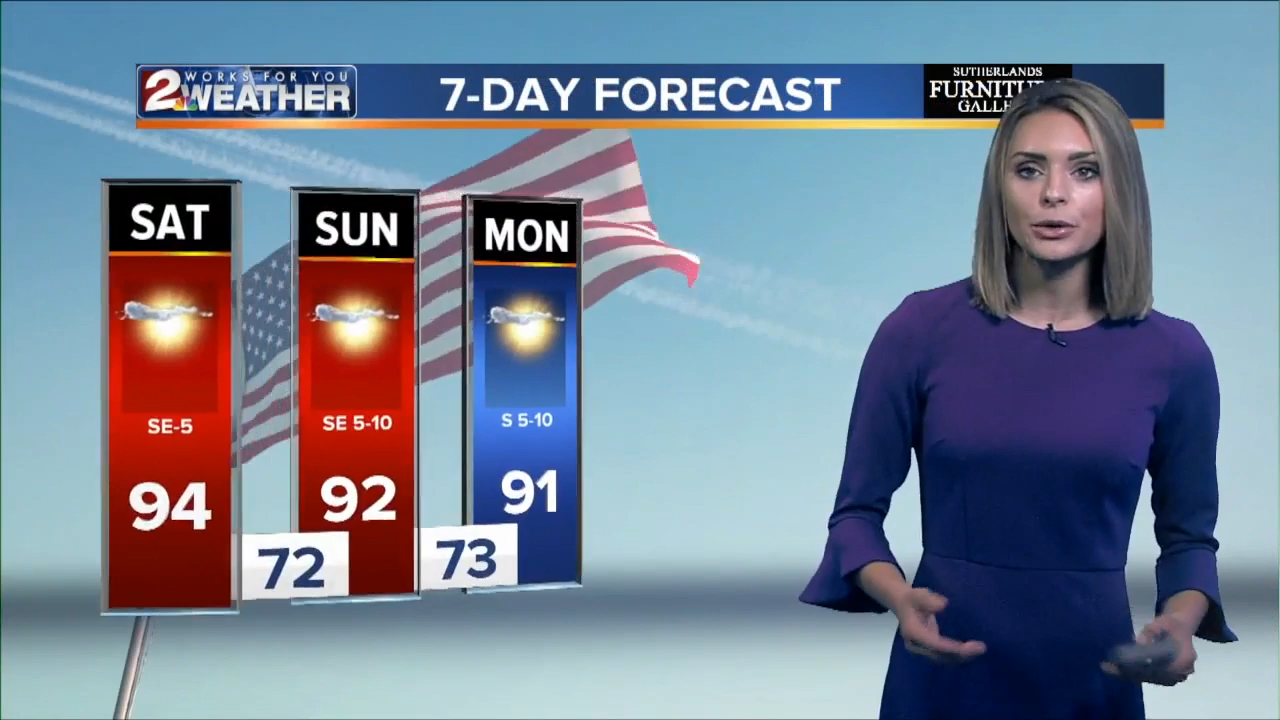 2 WORKS FOR YOU
WEATHER
7-DAY FORECAST
SUTHERLANDS
SAT
SUN
MON
SE-5
SE 5-10
S 5-10
94
92
91
72
73